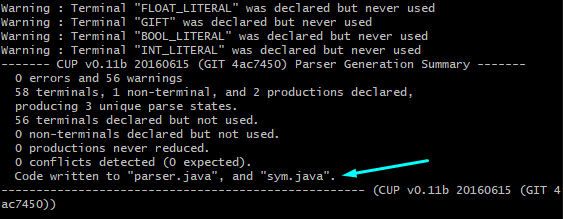 Warning : Terminal "FLOAT_LITERAL" was declared but never used
Warning : Terminal "GIFT" was declared but never used
Warning : Terminal "BOOL_LITERAL" was declared but never used
Warning : Terminal "INT_LITERAL" was declared but never used
------- CUP v0.11b 20160615 (GIT 4ac7450) Parser Generation Summary -------
  0 errors and 56 warnings
  58 terminals, 1 non-terminal, and 2 productions declared,
  producing 3 unique parse states.
  56 terminals declared but not used.
  0 non-terminals declared but not used.
  0 productions never reduced.
  0 conflicts detected (0 expected).
  Code written to "parser.java", and "sym.java".
---------------------------------------------------- (CUP v0.11b 20160615 (GIT 4
ac7450))